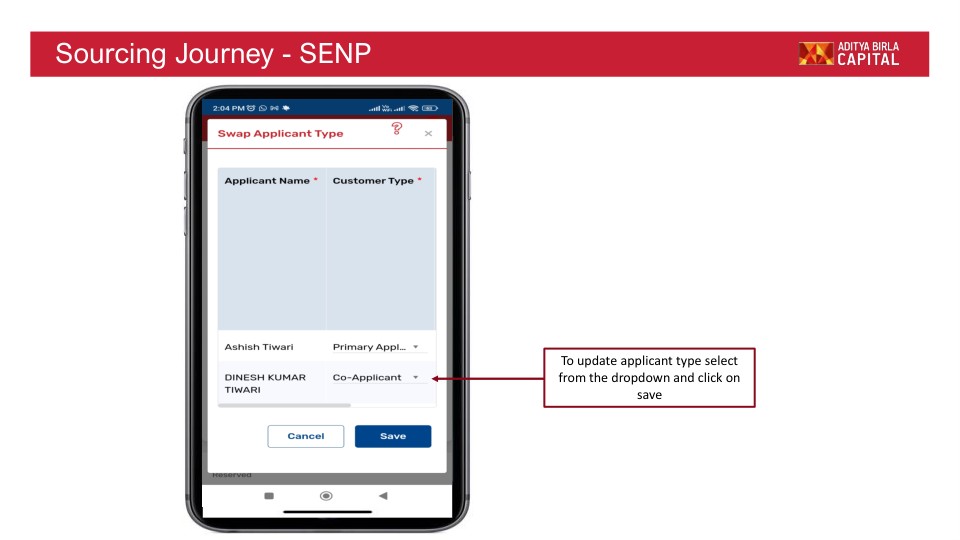 Sourcing Journey - SENP
ADITYA BIRLA
CAPITAL
2:04 PM
Swap Applicant Type ? ×
Applicant Name * Customer Type *
Ashish Tiwari Primary Appl...
DINESH KUMAR Co-Applicant
TIWARI
Cancel Save
Reserved
To update applicant type select
from the dropdown and click on
save